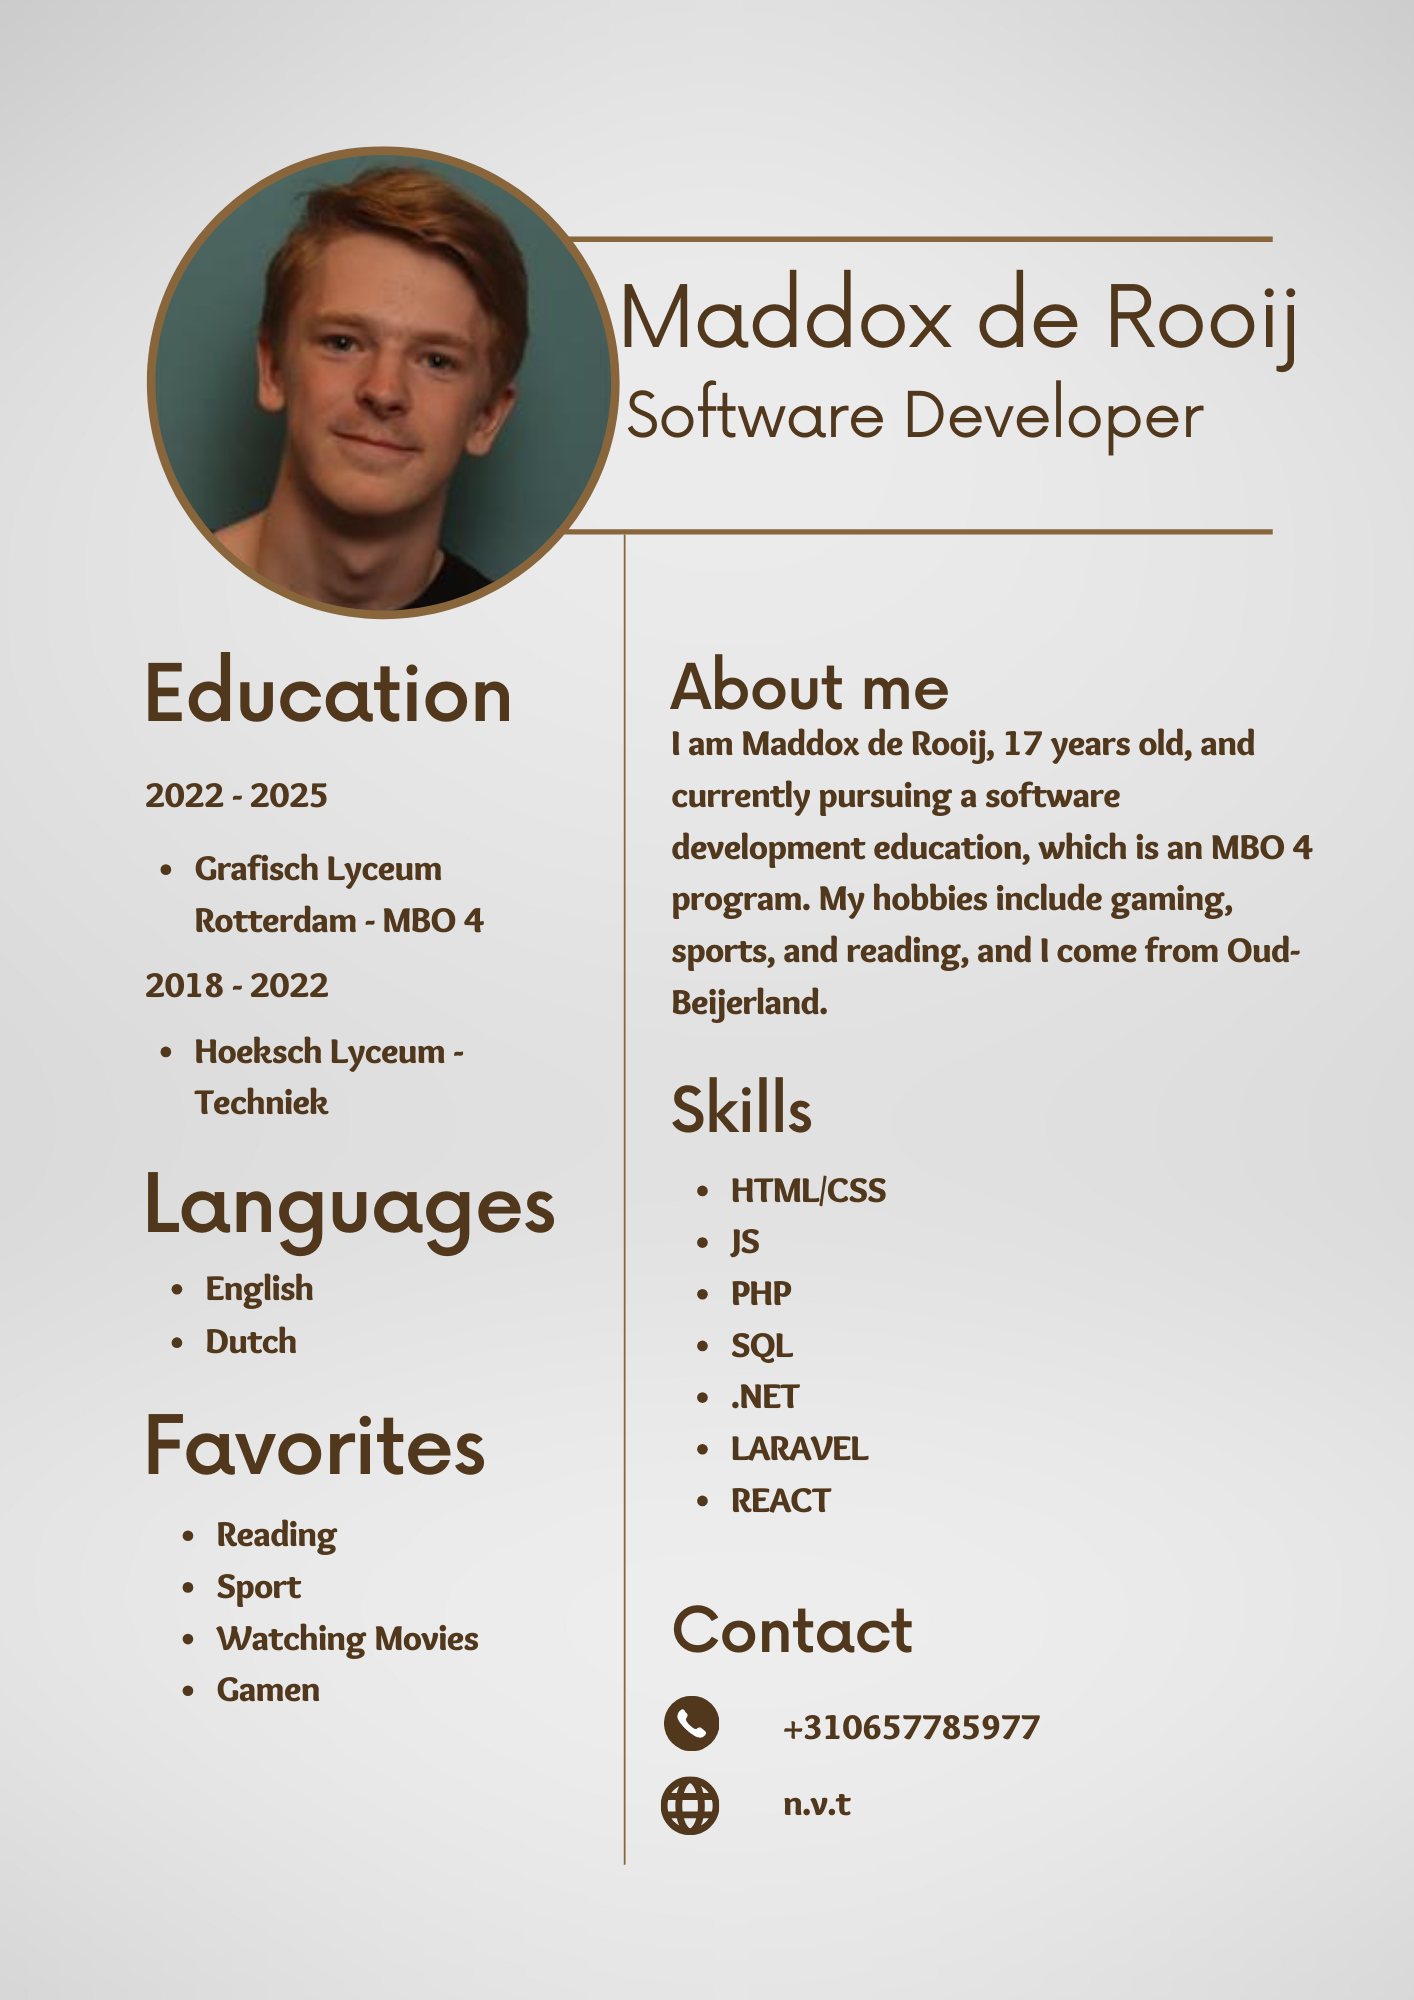 Maddox de Rooij
Software Developer
Education
2022 - 2025
• Grafisch Lyceum
Rotterdam - MBO 4
2018 - 2022
• Hoeksch Lyceum -
Techniek
Languages
• English
• Dutch
Favorites
• Reading
• Sport
• Watching Movies
• Gamen
About me
I am Maddox de Rooij, 17 years old, and
currently pursuing a software
development education, which is an MBO 4
program. My hobbies include gaming,
sports, and reading, and I come from Oud-
Beijerland.
Skills
• HTML/CSS
• JS
• PHP
• SQL
• .NET
• LARAVEL
• REACT
Contact
+310657785977
n.v.t